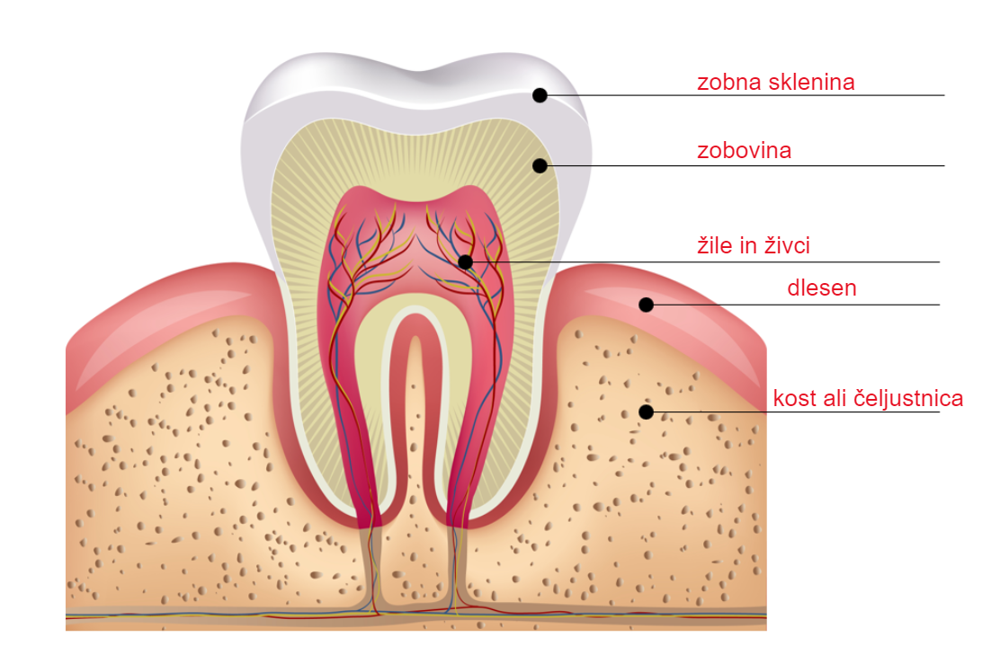 zobna sklenina
zobovina
žile in živci
dlesen
kost ali čeljustnica